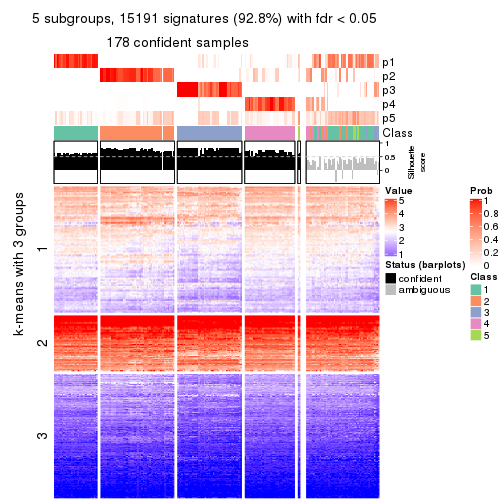 5 subgroups, 15191 signatures (92.8%) with fdr < 0.05
178 confident samples
p1
p2
p3
p4
p5
Class
1
0.5
0
Silhouette
score
k-means with 3 groups
1
2
3
Value
5
4
3
2
1
Status (barplots)
confident
ambiguous
Prob
1
0.8
0.6
0.4
0.2
0
Class
1
2
3
4
5